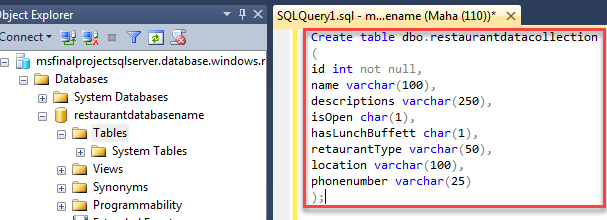 Object Explorer
Connect
msfinalprojectsqlserver.database.windows.
Databases
System Databases
restaurantdatabasename
Tables
System Tables
Views
Synonyms
Programmability
SQLQuery1.sql - m...ename (Maha (110))*
Create table dbo.restaurantdatacollection
(
id int not null,
name varchar(100),
descriptions varchar(250),
isOpen char(1),
hasLunchBuffett char(1),
retaurantType varchar(50),
location varchar(100),
phonenumber varchar(25)
);